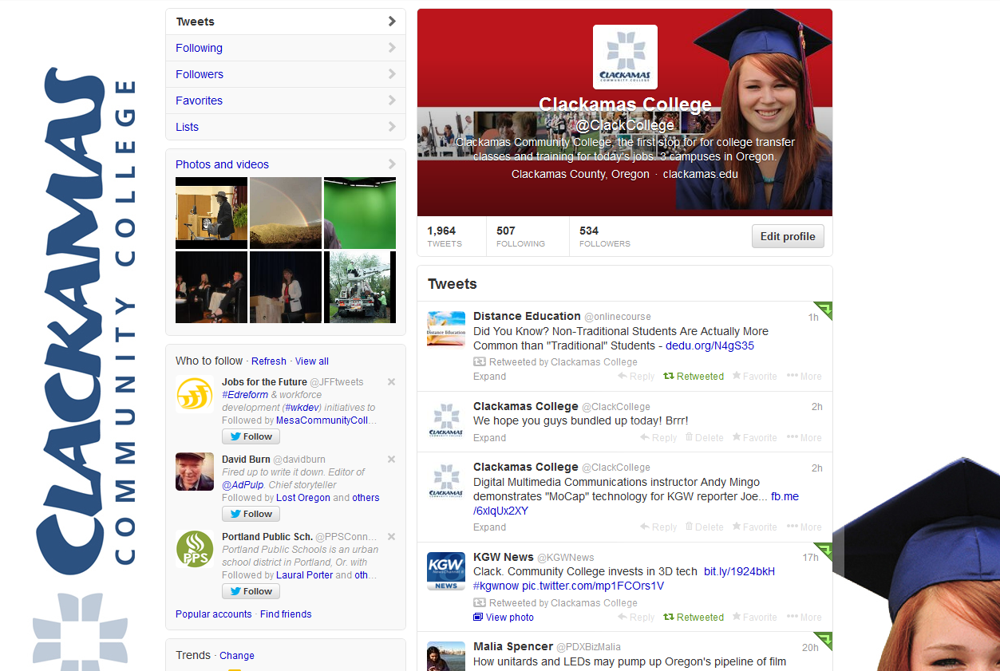 CLACKAMAS
COMMUNITY COLLEGE
Tweets
Following
Followers
Favorites
Lists
Photos and videos
Who to follow · Refresh · View all
Jobs for the Future @JFFtweets
#Edreform & workforce
development (#wkdev) initiatives to
Followed by MesaCommunityColl...
Follow
David Burn @davidburn
Fired up to write it down. Editor of
@AdPulp. Chief storyteller
Followed by Lost Oregon and others
Follow
PPS
Portland Public Sch. @PPSConn...
Portland Public Schools is an urban
school district in Portland, Or. with
Followed by Laural Porter and oth...
Follow
Popular accounts · Find friends
Trends · Change
CLACKAMAS
COMMUNITY COLLEGE
Clackamas College
@ClackCollege
Clackamas Community College, the first stop for for college transfer
classes and training for today's jobs. 3 campuses in Oregon.
Clackamas County, Oregon · clackamas.edu
1,964
TWEETS
507
FOLLOWING
534
FOLLOWERS
Edit profile
Tweets
Distance Education
Distance Education @onlinecourse
1h
Did You Know? Non-Traditional Students Are Actually More
Common than "Traditional" Students - dedu.org/N4gS35
Retweeted by Clackamas College
Expand
Reply Retweeted Favorite More
CLACKAMAS
COMMUNITY COLLEGE
Clackamas College @ClackCollege
2h
We hope you guys bundled up today! Brrr!
Expand
Reply Delete Favorite More
CLACKAMAS
COMMUNITY COLLEGE
Clackamas College @ClackCollege
2h
Digital Multimedia Communications instructor Andy Mingo
demonstrates "MoCap" technology for KGW reporter Joe... fb.me
/6xlqUx2XY
Expand
Reply Delete Favorite More
KGW
NewsChannel 8
NEWS
KGW News @KGWNews
17h
Clack. Community College invests in 3D tech bit.ly/1924bkH
#kgwnow pic.twitter.com/mp1FCOrs1V
Retweeted by Clackamas College
View photo
Reply Retweeted Favorite More
Malia Spencer @PDXBizMalia
20h
How unitards and LEDs may pump up Oregon's pipeline of film